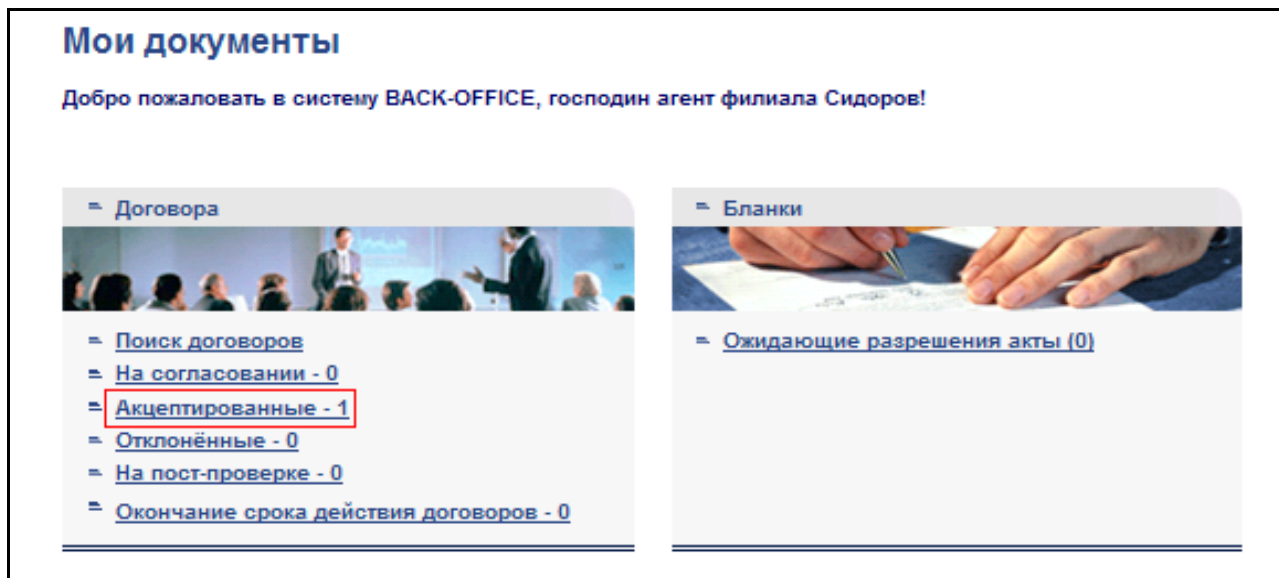 Мои документы
Добро пожаловать в систему BACK-OFFICE, господин агент филиала Сидоров!
Договора
Поиск договоров
На согласовании - 0
Акцептированные - 1
Отклонённые - 0
На пост-проверке - 0
Окончание срока действия договоров - 0
Бланки
Ожидающие разрешения акты (0)